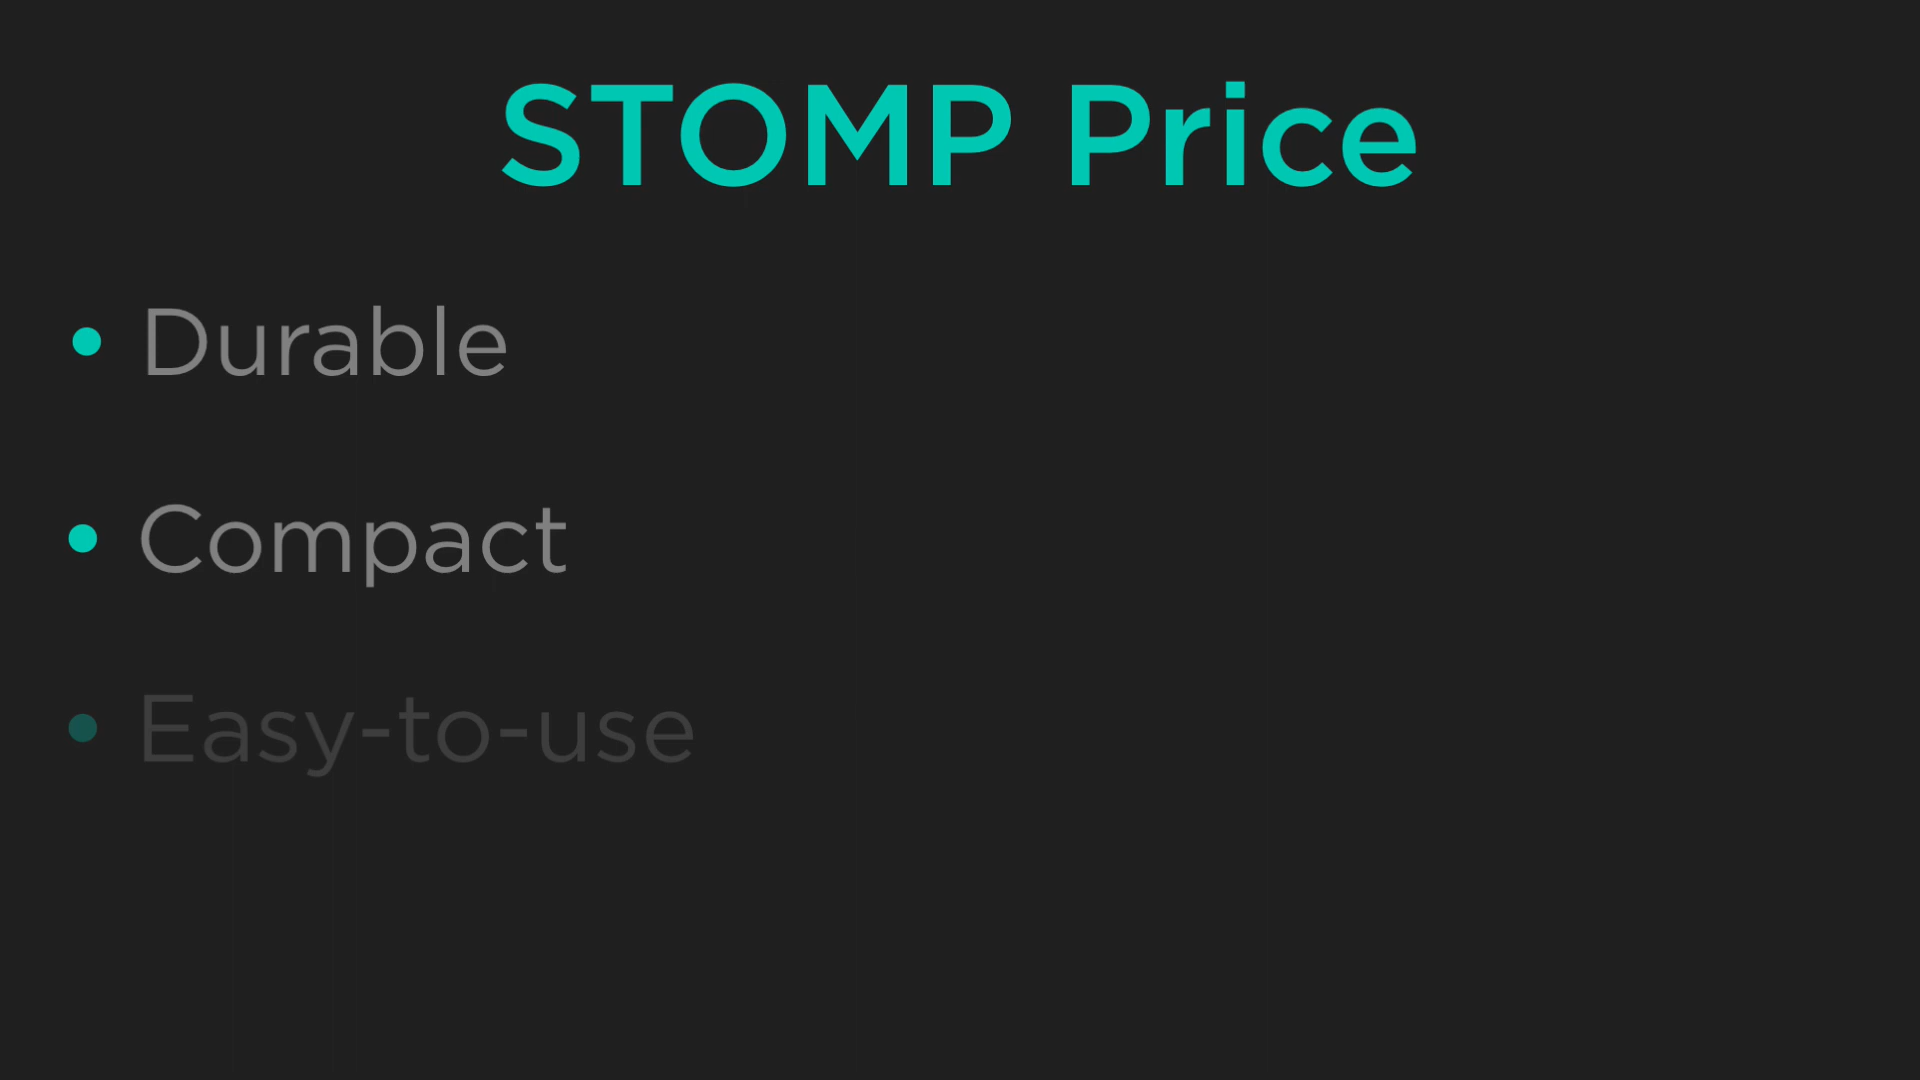 STOMP Price
• Durable
• Compact
• Easy-to-use